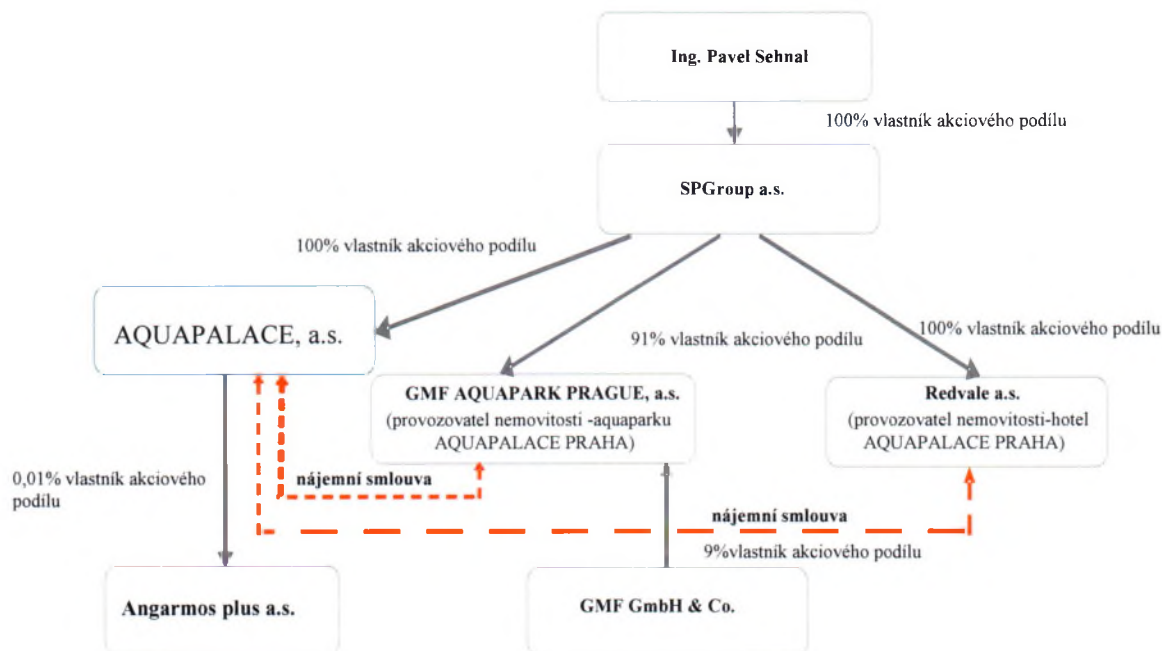 Ing. Pavel Sehnal
100% vlastník akciového podílu
SPGroup a.s.
100% vlastník akciového podílu
AQUAPALACE, a.s.
91% vlastník akciového podílu
100% vlastník akciového podílu
GMF AQUAPARK PRAGUE, a.s.
(provozovatel nemovitosti -aquaparku
AQUAPALACE PRAHA)
Redvale a.s.
(provozovatel nemovitosti-hotel
AQUAPALACE PRAHA)
0,01% vlastník akciového
podílu
nájemní smlouva
nájemní smlouva
9%vlastník akciového podílu
Angarmos plus a.s.
GMF GmbH & Co.